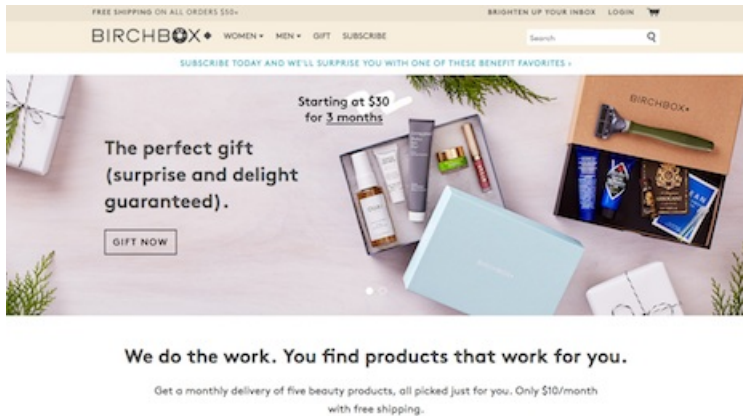 FREE SHIPPING ON ALL ORDERS $50+
BRIGHTEN UP YOUR INBOX LOGIN
BIRCHBOX WOMEN MEN GIFT SUBSCRIBE
Search
SUBSCRIBE TODAY AND WE'LL SURPRISE YOU WITH ONE OF THESE BENEFIT FAVORITES ›
Starting at $30
for 3 months
BIRCHBOX
The perfect gift
(surprise and delight
guaranteed).
GIFT NOW
We do the work. You find products that work for you.
Get a monthly delivery of five beauty products, all picked just for you. Only $10/month
with free shipping.